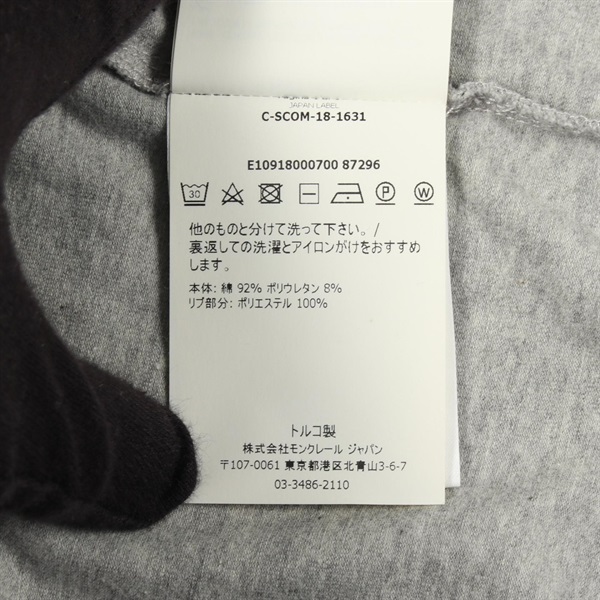 JAPAN LABEL
C-SCOM-18-1631
E10918000700 87296
30
P
W
他のものと分けて洗って下さい。/
裏返しての洗濯とアイロンがけをおすすめ
します。
本体: 綿 92% ポリウレタン 8%
リブ部分: ポリエステル 100%
トルコ製
株式会社モンクレール ジャパン
〒107-0061 東京都港区北青山3-6-7
03-3486-2110